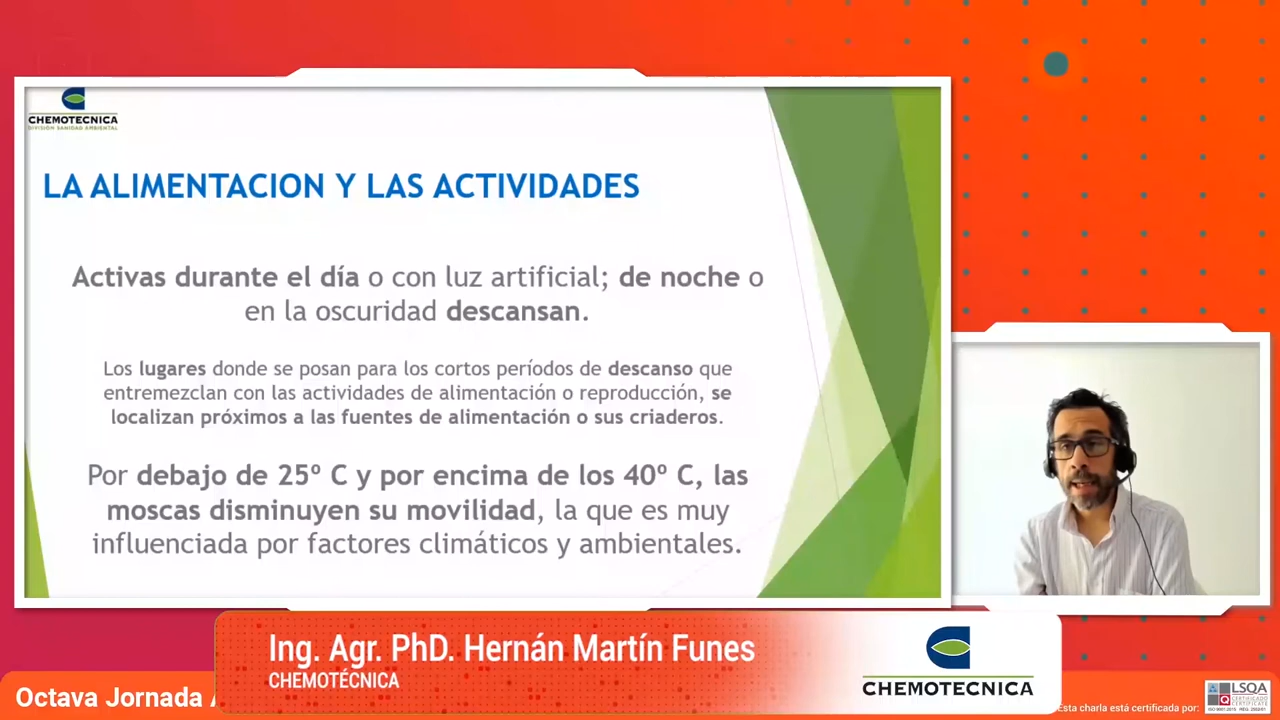 CHEMOTECNICA
DIVISIÓN SANIDAD AMBIENTAL
LA ALIMENTACION Y LAS ACTIVIDADES
Activas durante el día o con luz artificial; de noche o
en la oscuridad descansan.
Los lugares donde se posan para los cortos períodos de descanso que
entremezclan con las actividades de alimentación o reproducción, se
localizan próximos a las fuentes de alimentación o sus criaderos.
Por debajo de 25º C y por encima de los 40º C, las
moscas disminuyen su movilidad, la que es muy
influenciada por factores climáticos y ambientales.
Ing. Agr. PhD. Hernán Martín Funes
CHEMOTÉCNICA
CHEMOTECNICA
Octava Jornada
Esta charla está certificada por:
LSQA